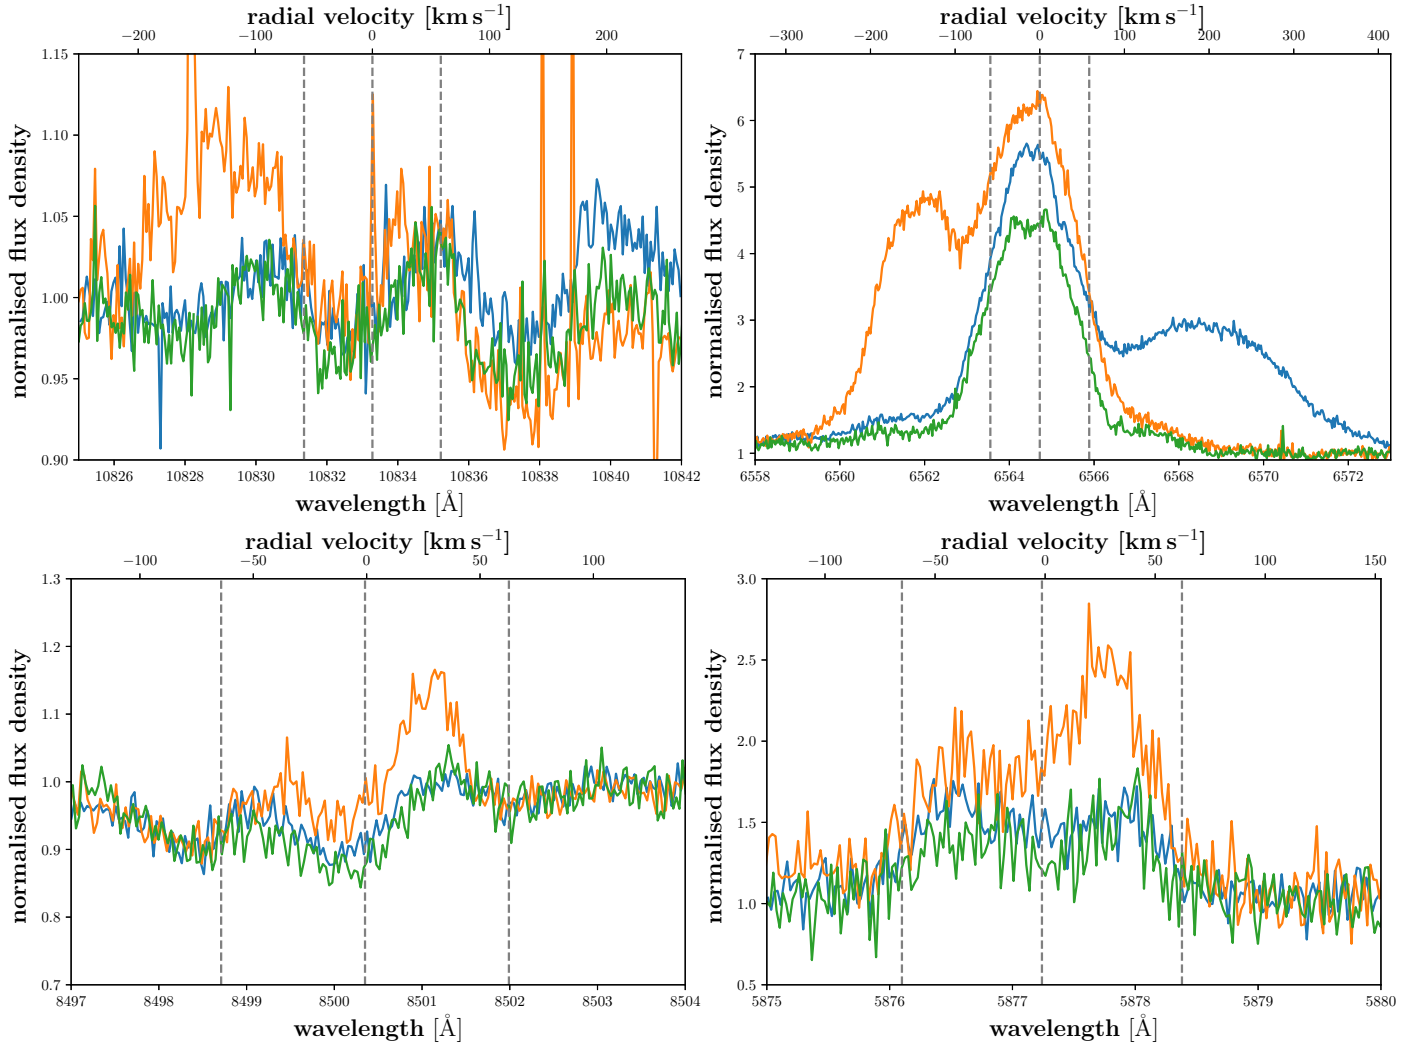 radial velocity [km s⁻¹]
−200 −100 0 100 200
1.15
1.10
1.05
1.00
0.95
0.90
normalised flux density
10826 10828 10830 10832 10834 10836 10838 10840 10842
wavelength [Å]
radial velocity [km s⁻¹]
−300 −200 −100 0 100 200 300 400
7
6
5
4
3
2
1
normalised flux density
6558 6560 6562 6564 6566 6568 6570 6572
wavelength [Å]
radial velocity [km s⁻¹]
−100 −50 0 50 100
1.3
1.2
1.1
1.0
0.9
0.8
0.7
normalised flux density
8497 8498 8499 8500 8501 8502 8503 8504
wavelength [Å]
radial velocity [km s⁻¹]
−100 −50 0 50 100 150
3.0
2.5
2.0
1.5
1.0
0.5
normalised flux density
5875 5876 5877 5878 5879 5880
wavelength [Å]